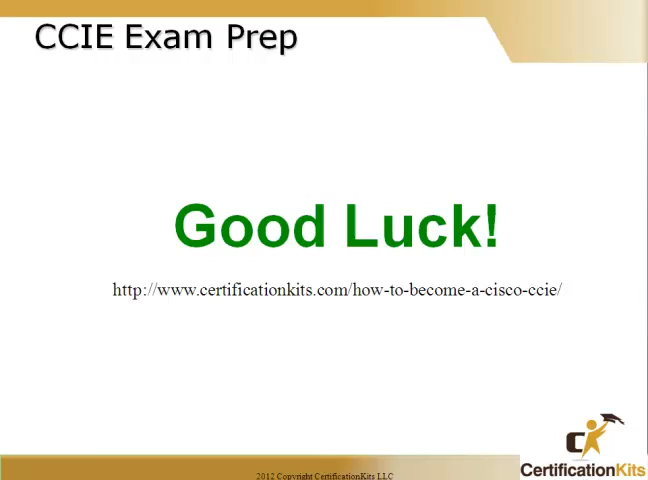 CCIE Exam Prep
Good Luck!
http://www.certificationkits.com/how-to-become-a-cisco-ccie/
CK
CertificationKits
2012 Copyright CertificationKits LLC